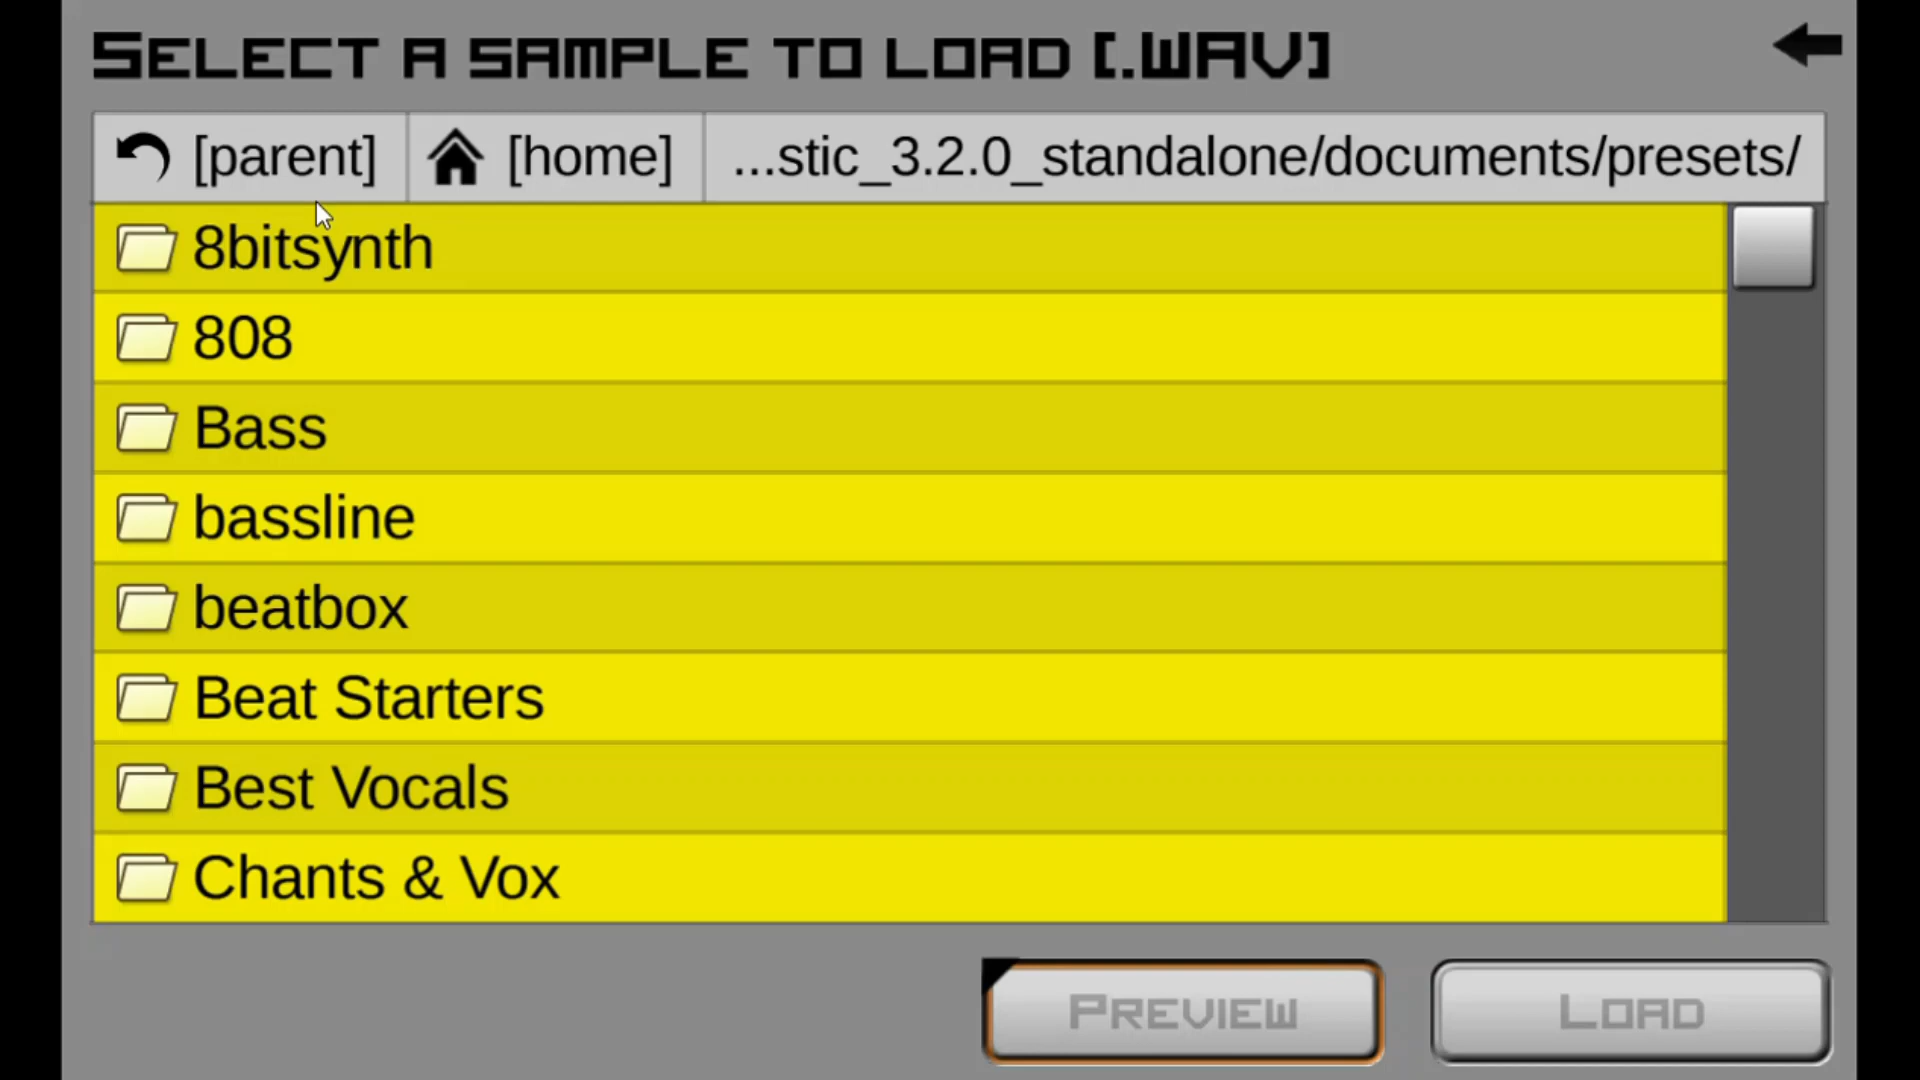 SELECT A SAMPLE TO LOAD [.WAV]
[parent] [home] ...stic_3.2.0_standalone/documents/presets/
8bitsynth
808
Bass
bassline
beatbox
Beat Starters
Best Vocals
Chants & Vox
PREVIEW LOAD